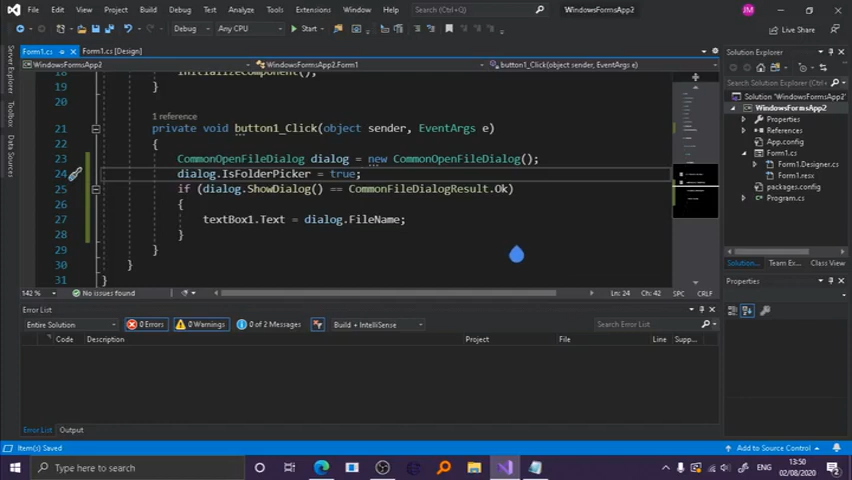 File Edit View Git Project Build Debug Test Analyze Tools Extensions Window Help Search (Ctrl+Q) WindowsFormsApp2 JM
Debug Any CPU Start Live Share
Form1.cs Form1.cs [Design]
WindowsFormsApp2 WindowsFormsApp2.Form1 button1_Click(object sender, EventArgs e)
Server Explorer
Toolbox
Data Sources
18 InitializeComponent();
19 }
20
1 reference
21 private void button1_Click(object sender, EventArgs e)
22 {
23 CommonOpenFileDialog dialog = new CommonOpenFileDialog();
24 dialog.IsFolderPicker = true;
25 if (dialog.ShowDialog() == CommonFileDialogResult.Ok)
26 {
27 textBox1.Text = dialog.FileName;
28 }
29 }
30 }
31 }
142 % No issues found Ln: 24 Ch: 42 SPC CRLF
Solution Explorer
Search Solution Explorer (Ctrl+
Solution 'WindowsFormsApp2'
WindowsFormsApp2
Properties
References
App.config
Form1.cs
Form1.Designer.cs
Form1.resx
packages.config
Program.cs
Solution... Team Ex... Class View
Properties
Error List
Entire Solution 0 Errors 0 Warnings 0 of 2 Messages Build + IntelliSense Search Error List
Code Description Project File Line Supp...
Error List Output
Item(s) Saved Add to Source Control
Type here to search ENG 13:50
02/08/2020